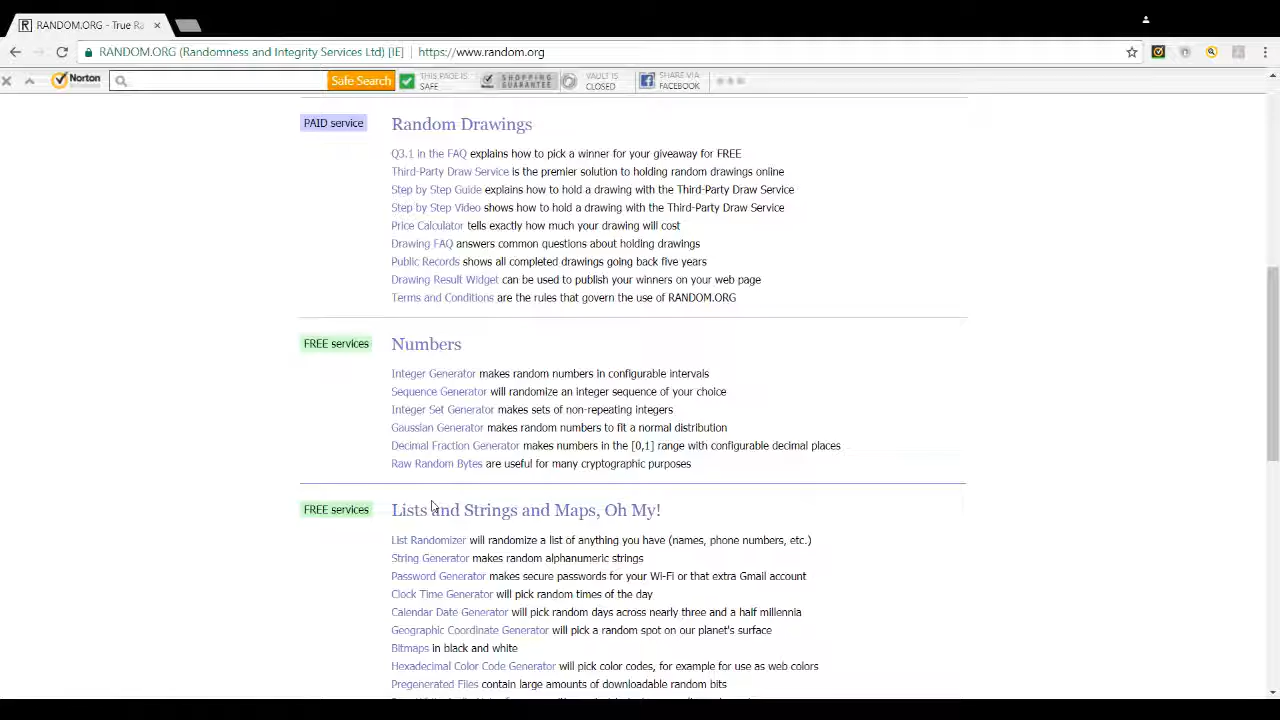 RANDOM.ORG - True Ra
RANDOM.ORG (Randomness and Integrity Services Ltd) [IE] https://www.random.org
Norton Safe Search THIS PAGE IS SAFE SHOPPING GUARANTEE VAULT IS CLOSED SHARE VIA FACEBOOK
PAID service Random Drawings
Q3.1 in the FAQ explains how to pick a winner for your giveaway for FREE
Third-Party Draw Service is the premier solution to holding random drawings online
Step by Step Guide explains how to hold a drawing with the Third-Party Draw Service
Step by Step Video shows how to hold a drawing with the Third-Party Draw Service
Price Calculator tells exactly how much your drawing will cost
Drawing FAQ answers common questions about holding drawings
Public Records shows all completed drawings going back five years
Drawing Result Widget can be used to publish your winners on your web page
Terms and Conditions are the rules that govern the use of RANDOM.ORG
FREE services Numbers
Integer Generator makes random numbers in configurable intervals
Sequence Generator will randomize an integer sequence of your choice
Integer Set Generator makes sets of non-repeating integers
Gaussian Generator makes random numbers to fit a normal distribution
Decimal Fraction Generator makes numbers in the [0,1] range with configurable decimal places
Raw Random Bytes are useful for many cryptographic purposes
FREE services Lists and Strings and Maps, Oh My!
List Randomizer will randomize a list of anything you have (names, phone numbers, etc.)
String Generator makes random alphanumeric strings
Password Generator makes secure passwords for your Wi-Fi or that extra Gmail account
Clock Time Generator will pick random times of the day
Calendar Date Generator will pick random days across nearly three and a half millennia
Geographic Coordinate Generator will pick a random spot on our planet's surface
Bitmaps in black and white
Hexadecimal Color Code Generator will pick color codes, for example for use as web colors
Pregenerated Files contain large amounts of downloadable random bits